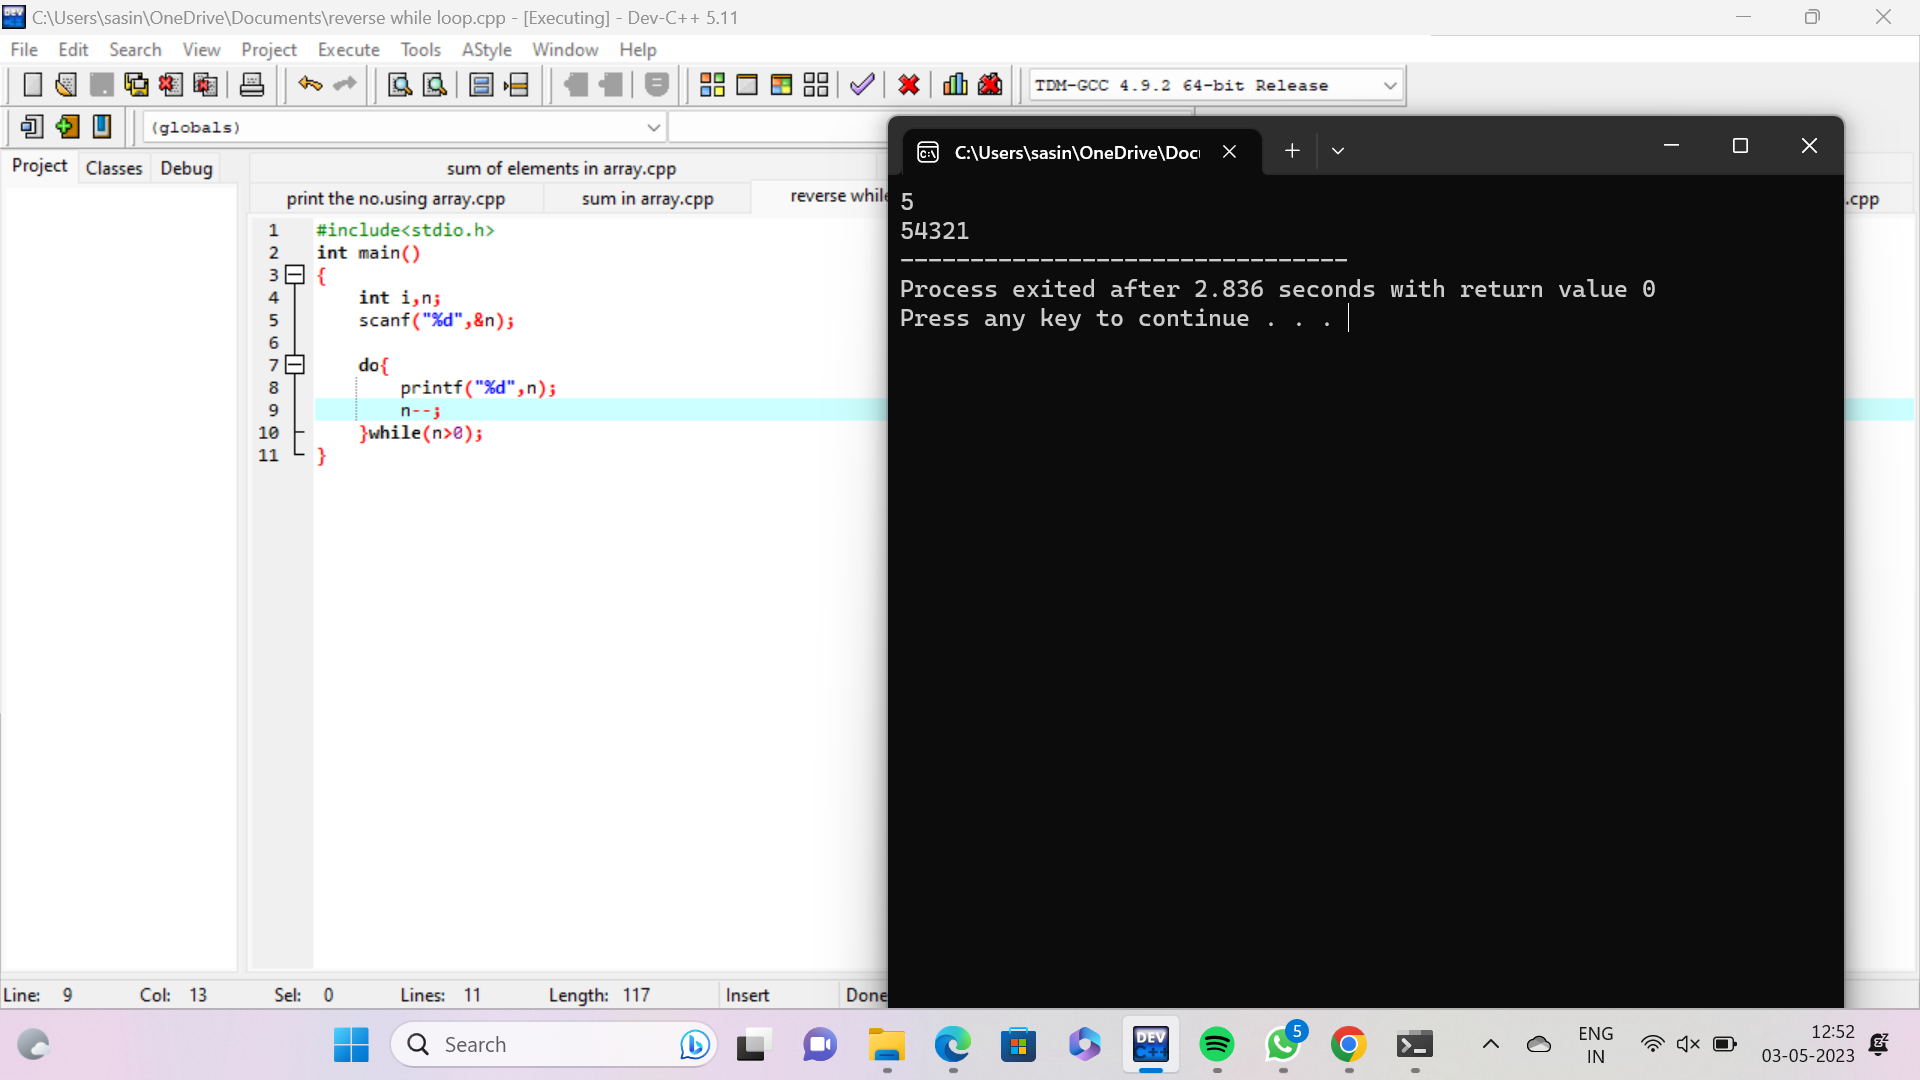 C:\Users\sasin\OneDrive\Documents\reverse while loop.cpp - [Executing] - Dev-C++ 5.11
File Edit Search View Project Execute Tools AStyle Window Help
TDM-GCC 4.9.2 64-bit Release
(globals)
Project Classes Debug
sum of elements in array.cpp
print the no.using array.cpp sum in array.cpp reverse while .cpp
1 #include<stdio.h>
2 int main()
3 {
4 int i,n;
5 scanf("%d",&n);
6
7 do{
8 printf("%d",n);
9 n--;
10 }while(n>0);
11 }
C:\Users\sasin\OneDrive\Doc
5
54321
--------------------------------
Process exited after 2.836 seconds with return value 0
Press any key to continue . . .
Line: 9 Col: 13 Sel: 0 Lines: 11 Length: 117 Insert Done
Search
DEV C++
5
ENG
IN
12:52
03-05-2023